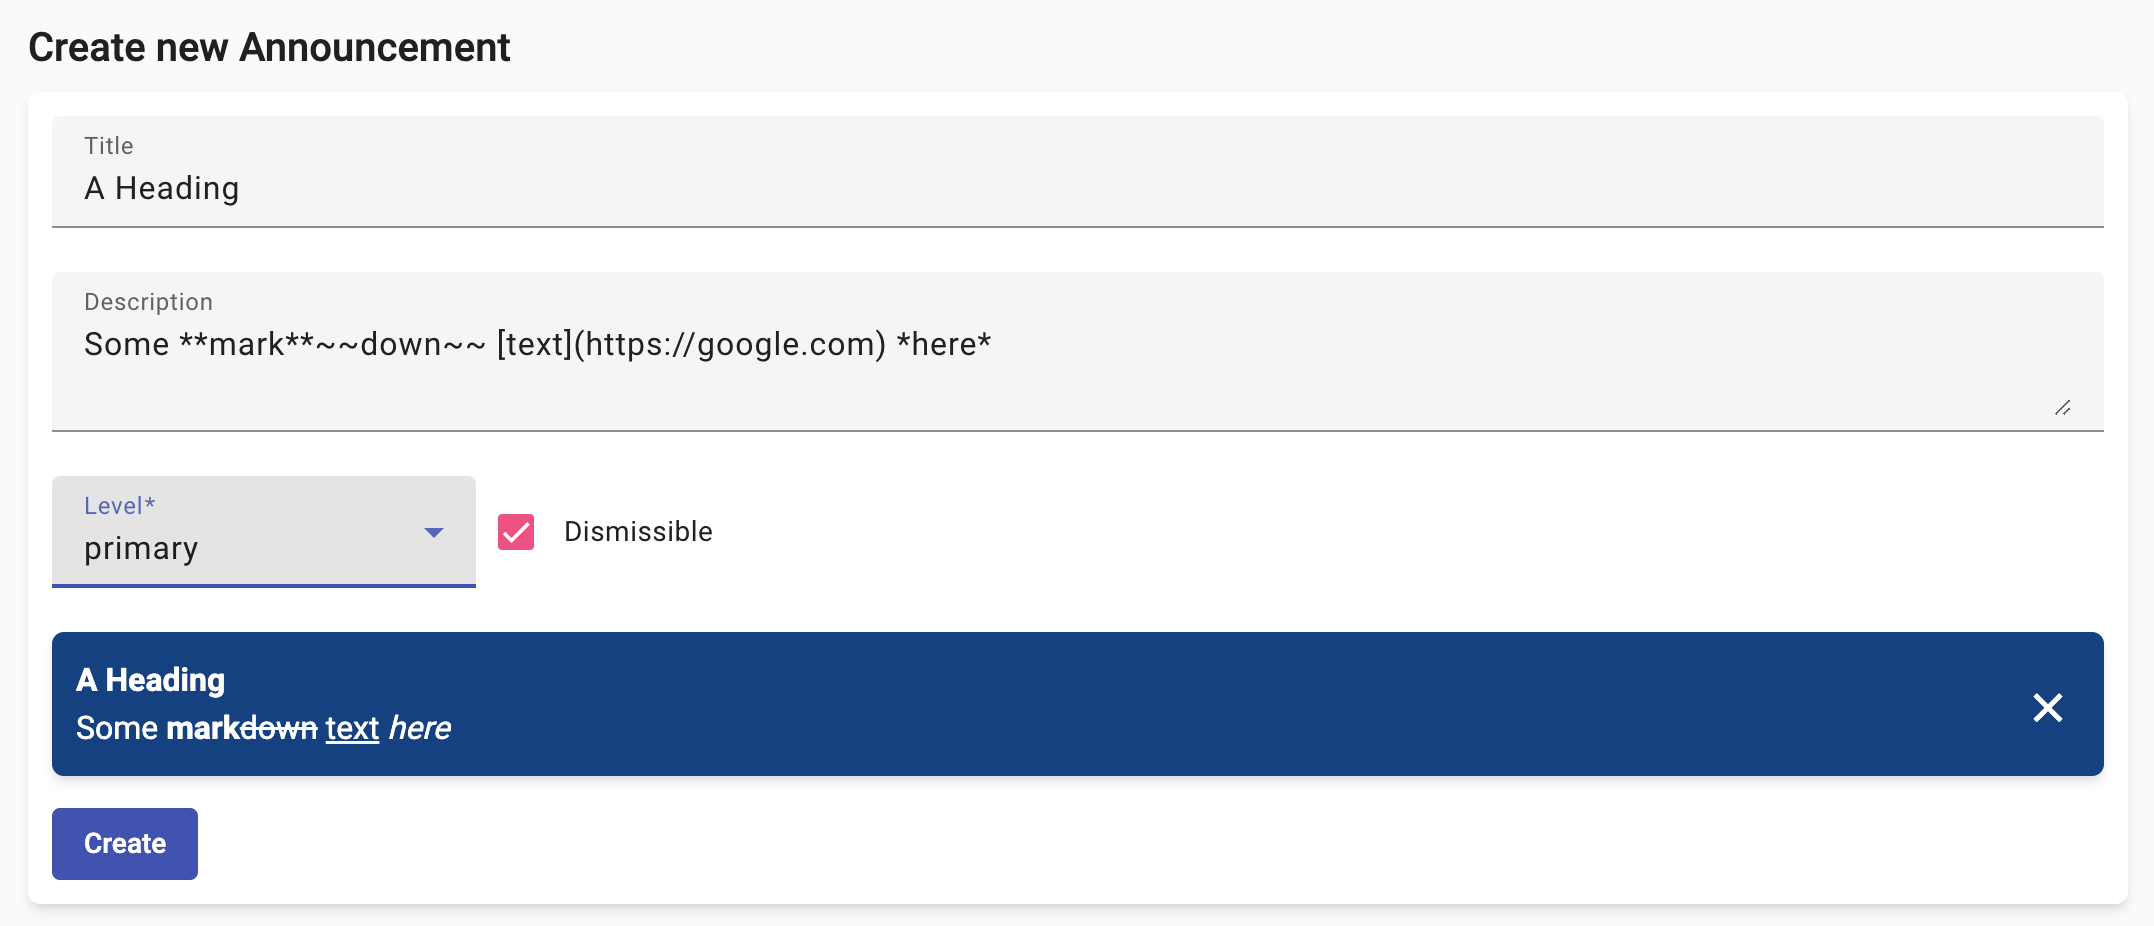 Create new Announcement
Title
A Heading
Description
Some **mark**~~down~~ [text](https://google.com) *here*
Level*
primary
Dismissible
A Heading
Some markdown text here
Create